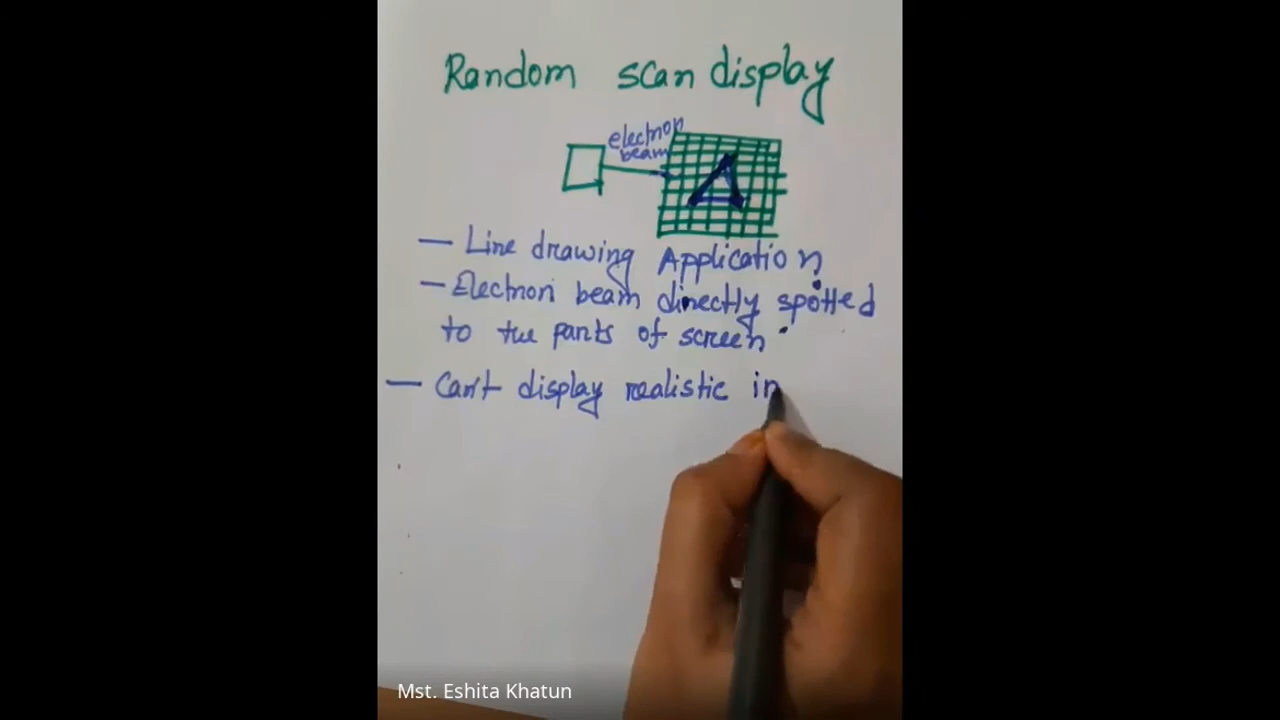 Random scan display
electron
beam
— Line drawing Application
— Electron beam directly spotted
to the parts of screen
— Can't display realistic im
Mst. Eshita Khatun